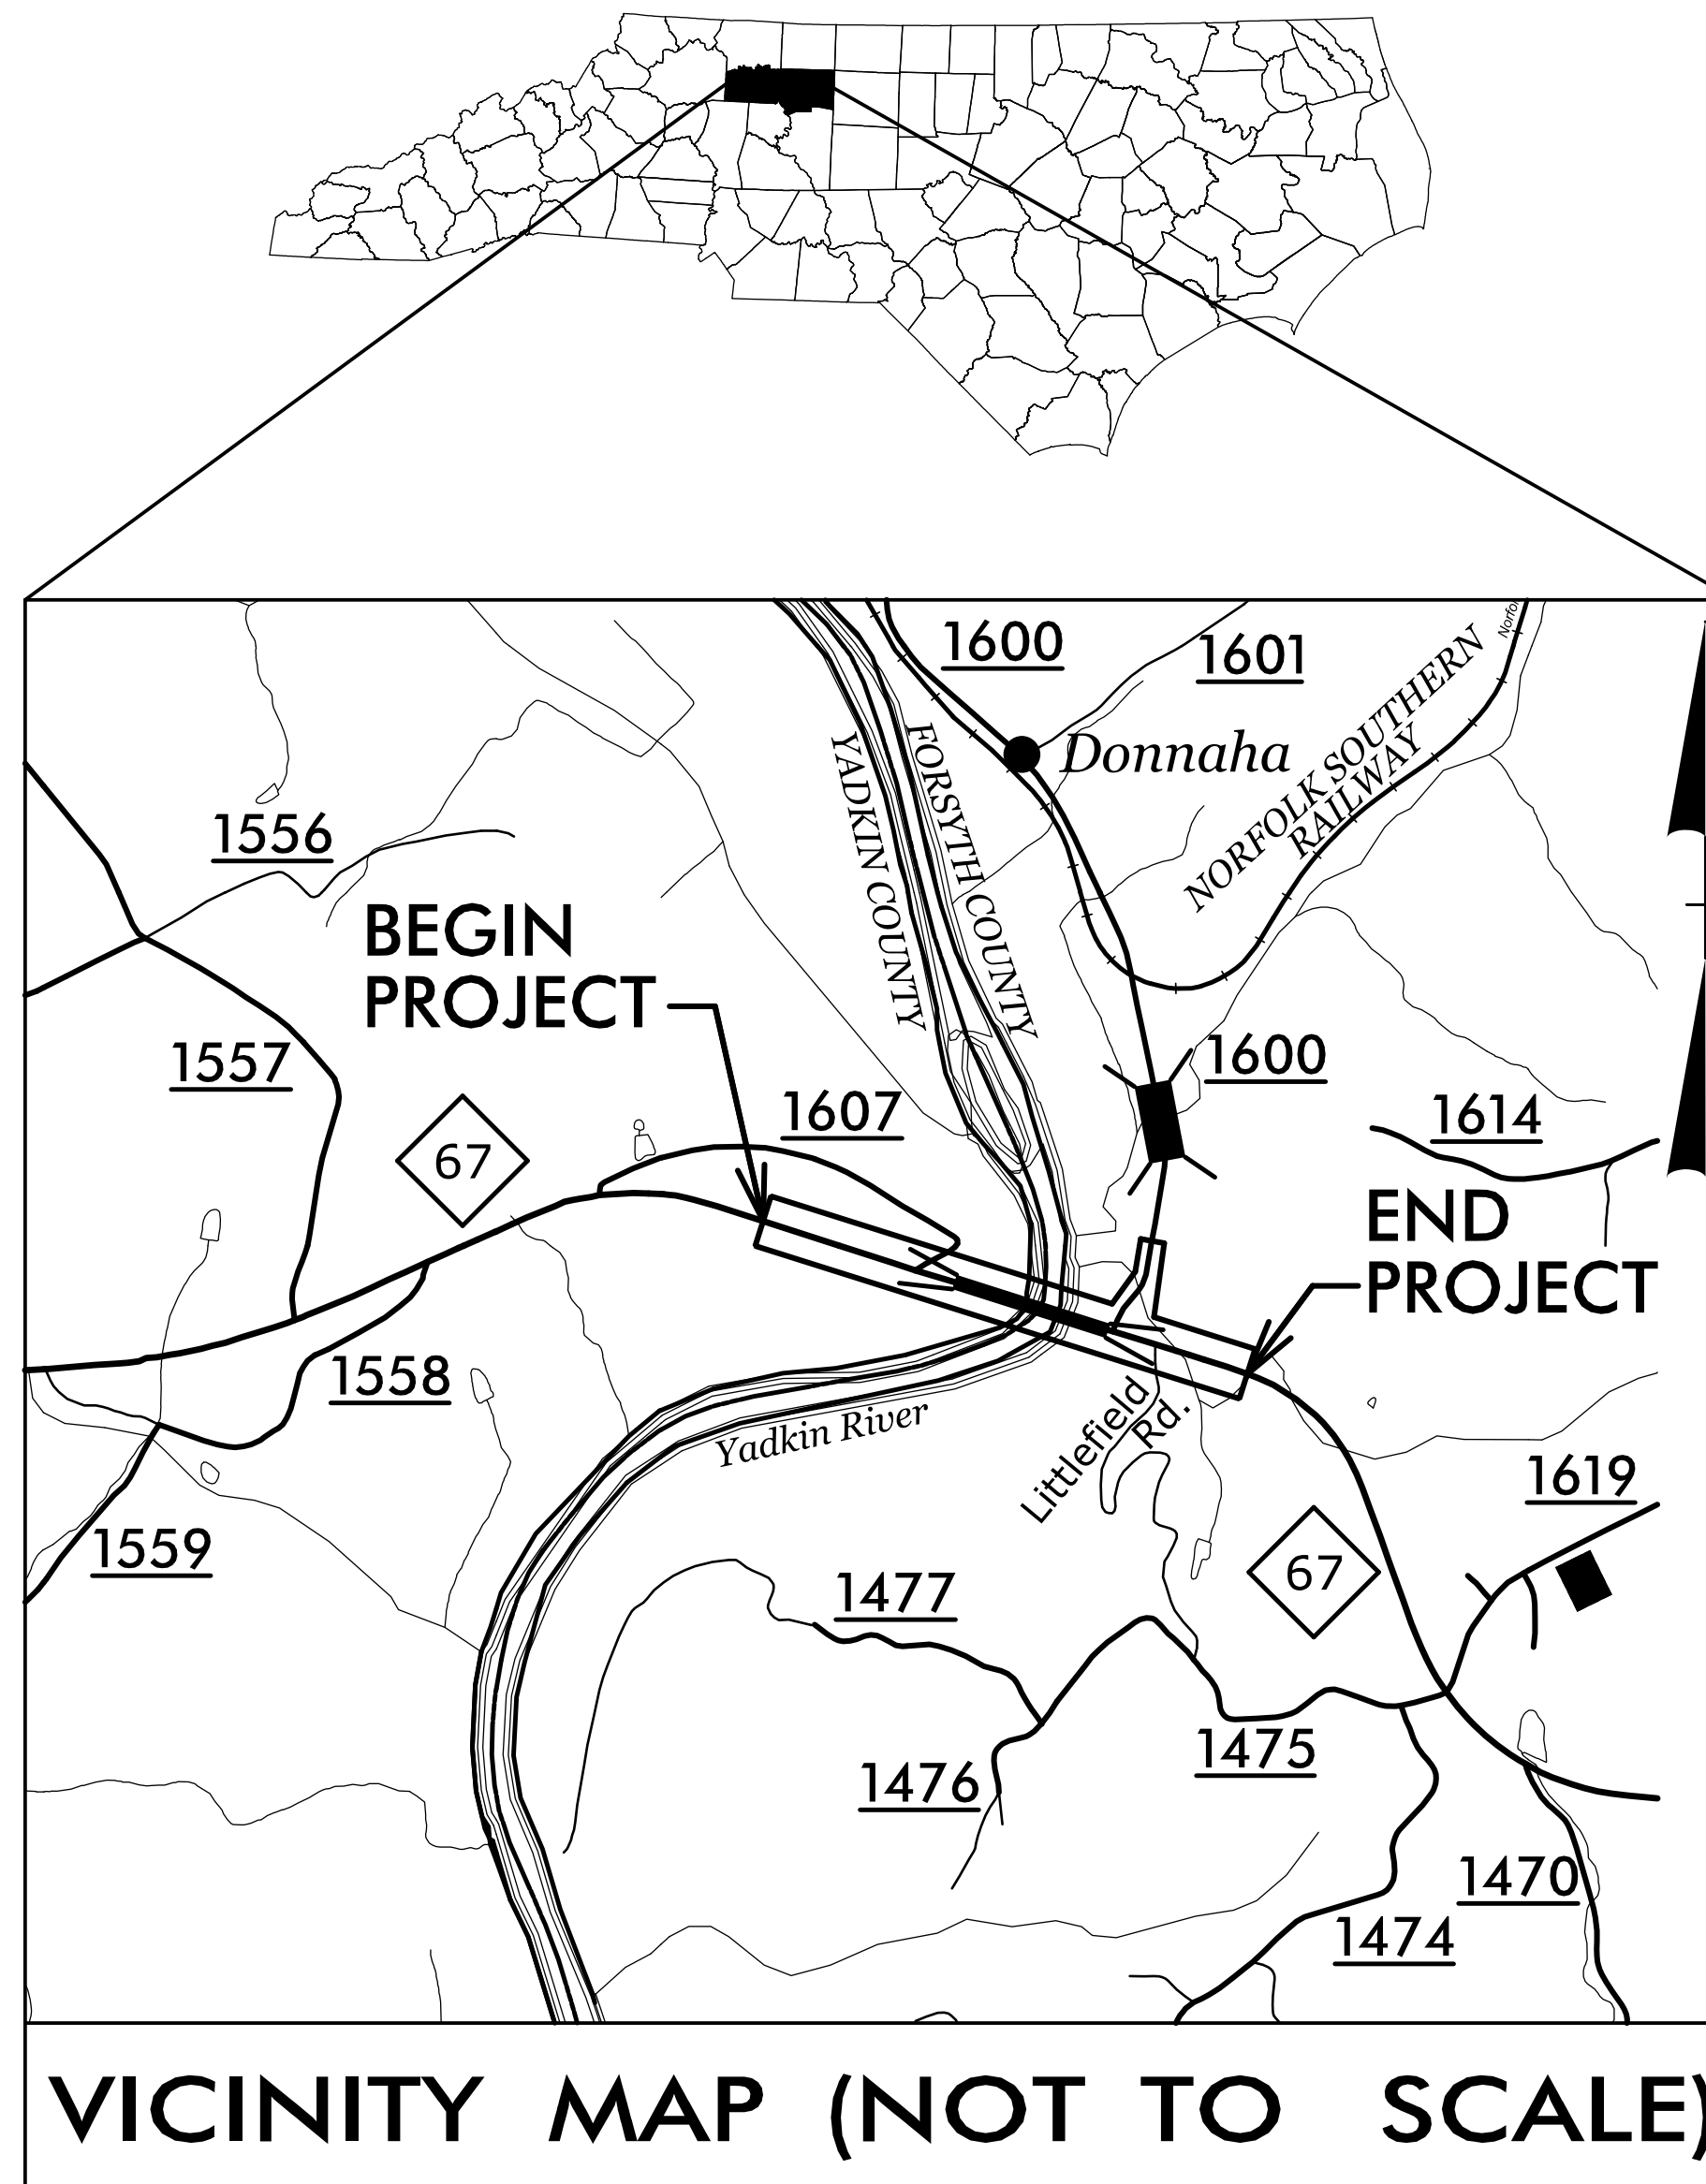 1600
1601
Norfo
NORFOLK SOUTHERN
RAILWAY
Donnaha
YADKIN COUNTY
FORSYTH COUNTY
1556
BEGIN
PROJECT
1557
1600
1607
1614
67
END
PROJECT
1558
Littlefield
Rd.
Yadkin River
1619
1559
67
1477
1475
1476
1470
1474
VICINITY MAP (NOT TO SCALE)